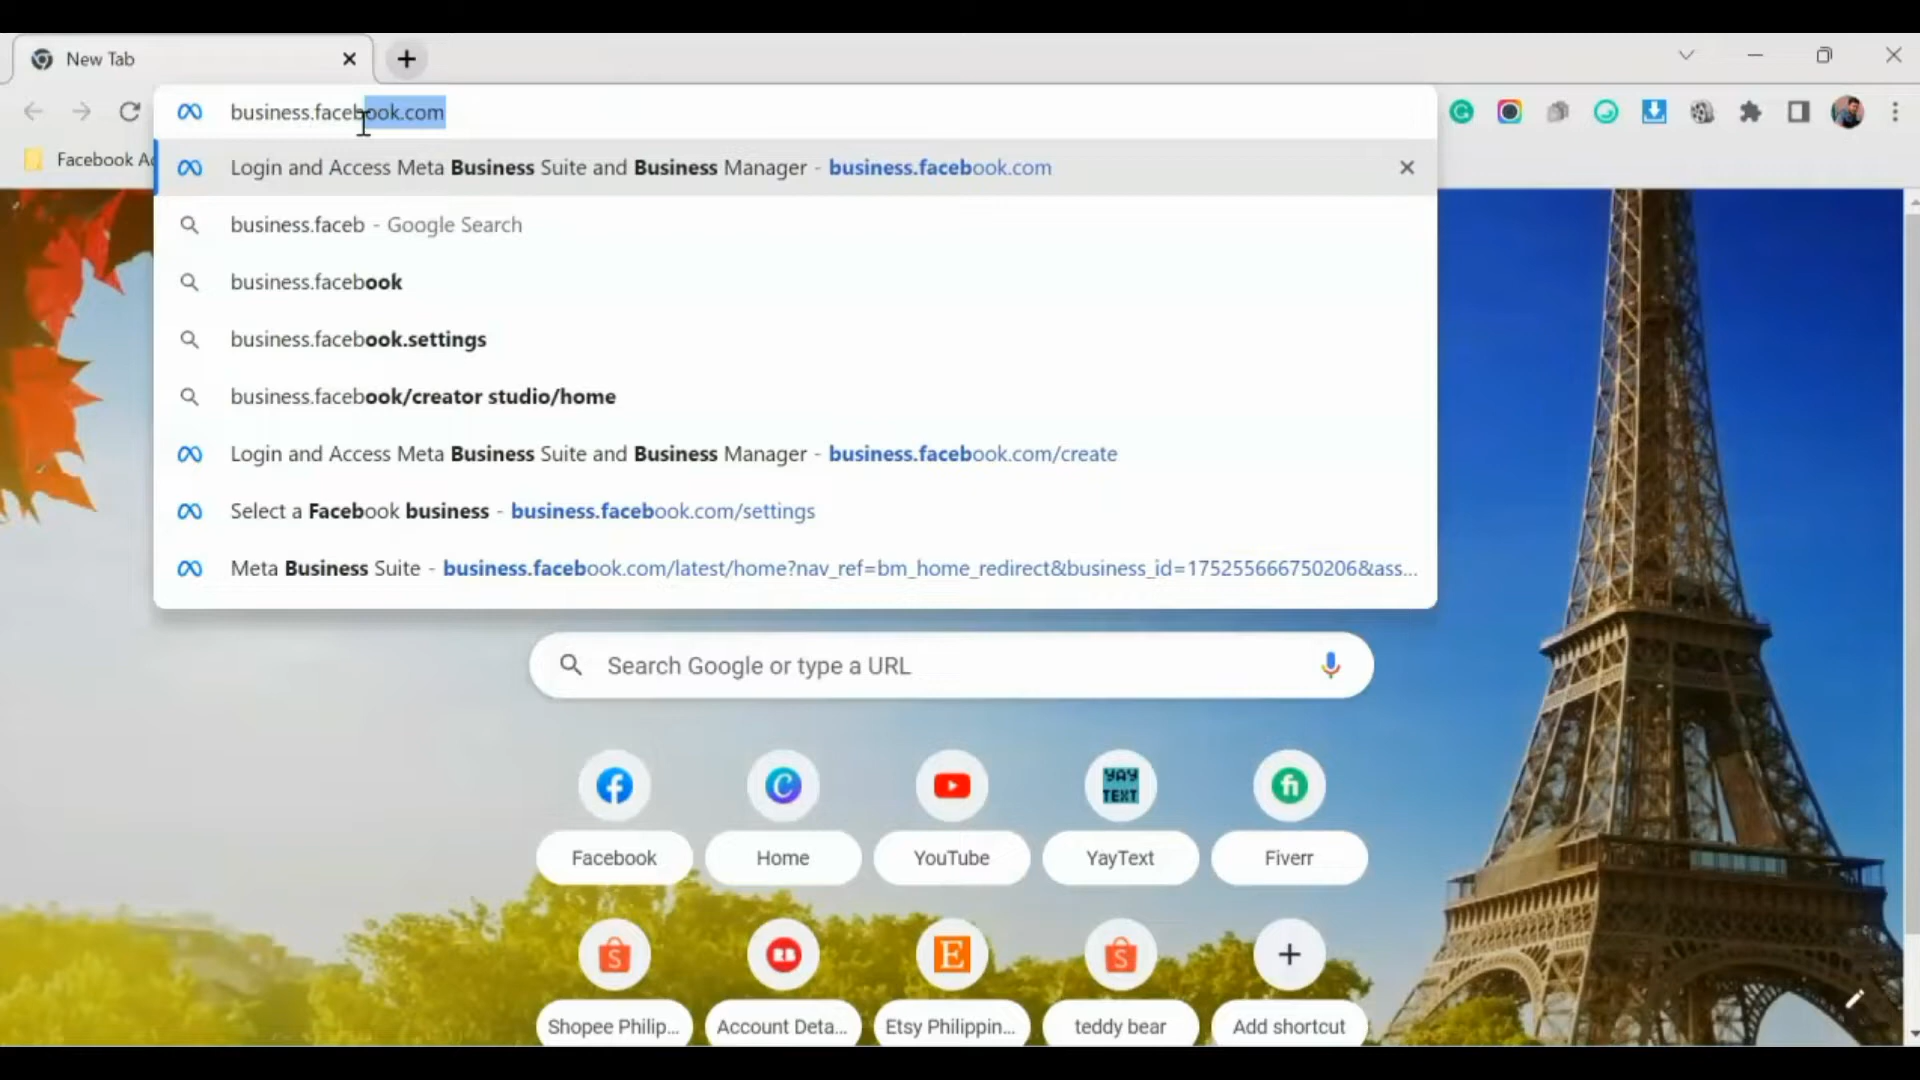 New Tab
business.facebook.com
Facebook Ac
Login and Access Meta Business Suite and Business Manager - business.facebook.com
business.faceb - Google Search
business.facebook
business.facebook.settings
business.facebook/creator studio/home
Login and Access Meta Business Suite and Business Manager - business.facebook.com/create
Select a Facebook business - business.facebook.com/settings
Meta Business Suite - business.facebook.com/latest/home?nav_ref=bm_home_redirect&business_id=175255666750206&ass...
Search Google or type a URL
YAY
TEXT
Facebook
Home
YouTube
YayText
Fiverr
Shopee Philip...
Account Deta...
Etsy Philippin...
teddy bear
Add shortcut